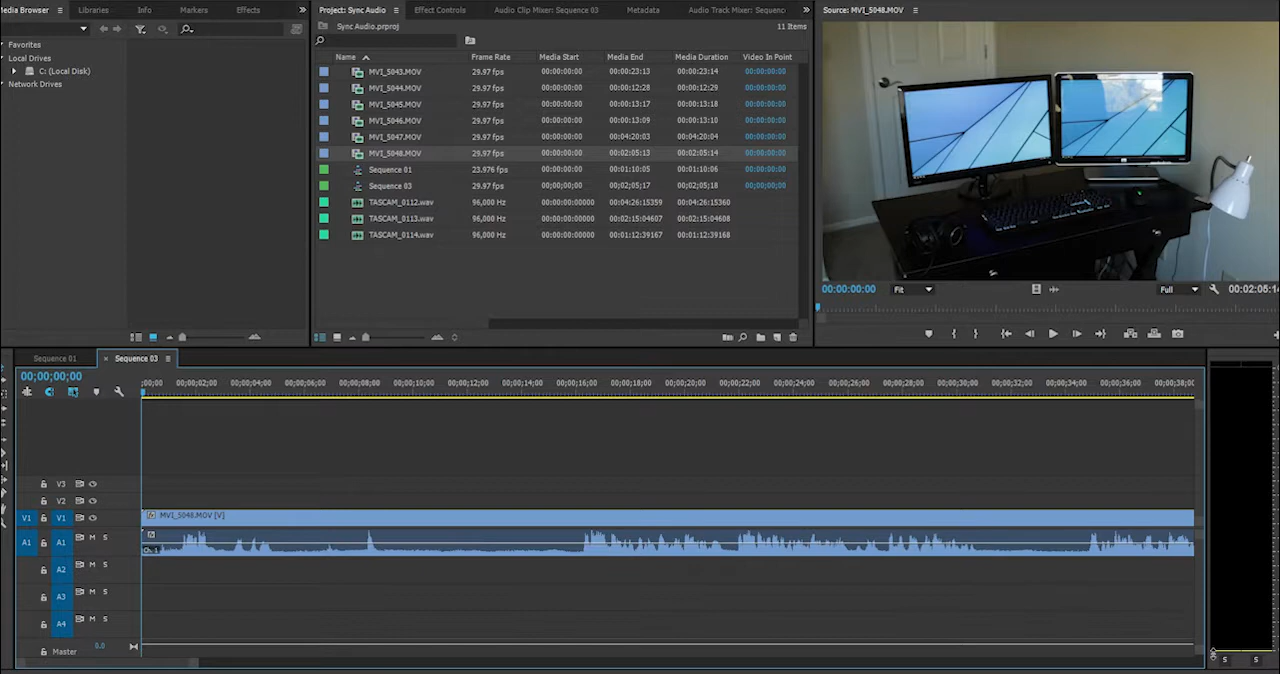 Media Browser Libraries Info Markers Effects
Favorites
Local Drives
C: (Local Disk)
Network Drives
Project: Sync Audio Effect Controls Audio Clip Mixer: Sequence 03 Metadata Audio Track Mixer: Sequenc
Sync Audio.prproj 11 Items
Name Frame Rate Media Start Media End Media Duration Video In Point
MVI_5043.MOV 29.97 fps 00:00:00:00 00:00:23:13 00:00:23:14 00:00:00:00
MVI_5044.MOV 29.97 fps 00:00:00:00 00:00:12:28 00:00:12:29 00:00:00:00
MVI_5045.MOV 29.97 fps 00:00:00:00 00:00:13:17 00:00:13:18 00:00:00:00
MVI_5046.MOV 29.97 fps 00:00:00:00 00:00:13:09 00:00:13:10 00:00:00:00
MVI_5047.MOV 29.97 fps 00:00:00:00 00:04:20:03 00:04:20:04 00:00:00:00
MVI_5048.MOV 29.97 fps 00:00:00:00 00:02:05:13 00:02:05:14 00:00:00:00
Sequence 01 23.976 fps 00:00:00:00 00:01:10:05 00:01:10:06 00:00:00:00
Sequence 03 29.97 fps 00;00;00;00 00;02;05;17 00;02;05;18 00;00;00;00
TASCAM_0112.wav 96,000 Hz 00:00:00:00000 00:04:26:15359 00:04:26:15360
TASCAM_0113.wav 96,000 Hz 00:00:00:00000 00:02:15:04607 00:02:15:04608
TASCAM_0114.wav 96,000 Hz 00:00:00:00000 00:01:12:39167 00:01:12:39168
Source: MVI_5048.MOV
00:00:00:00 Fit Full 00:02:05:14
Sequence 01 Sequence 03
00;00;00;00
;00;00 00;00;02;00 00;00;04;00 00;00;06;00 00;00;08;00 00;00;10;00 00;00;12;00 00;00;14;00 00;00;16;00 00;00;18;00 00;00;20;00 00;00;22;00 00;00;24;00 00;00;26;00 00;00;28;00 00;00;30;00 00;00;32;00 00;00;34;00 00;00;36;00 00;00;38;0
V3
V2
V1 V1 MVI_5048.MOV [V]
A1 A1 M S
A2 M S
A3 M S
A4 M S
Master 0.0
S S